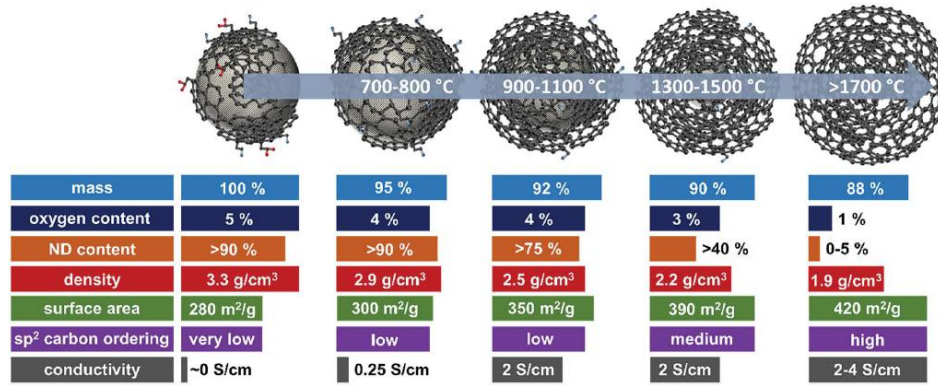 700-800 °C 900-1100 °C 1300-1500 °C >1700 °C
mass 100 % 95 % 92 % 90 % 88 %
oxygen content 5 % 4 % 4 % 3 % 1 %
ND content >90 % >90 % >75 % >40 % 0-5 %
density 3.3 g/cm³ 2.9 g/cm³ 2.5 g/cm³ 2.2 g/cm³ 1.9 g/cm³
surface area 280 m²/g 300 m²/g 350 m²/g 390 m²/g 420 m²/g
sp² carbon ordering very low low low medium high
conductivity ~0 S/cm 0.25 S/cm 2 S/cm 2 S/cm 2-4 S/cm